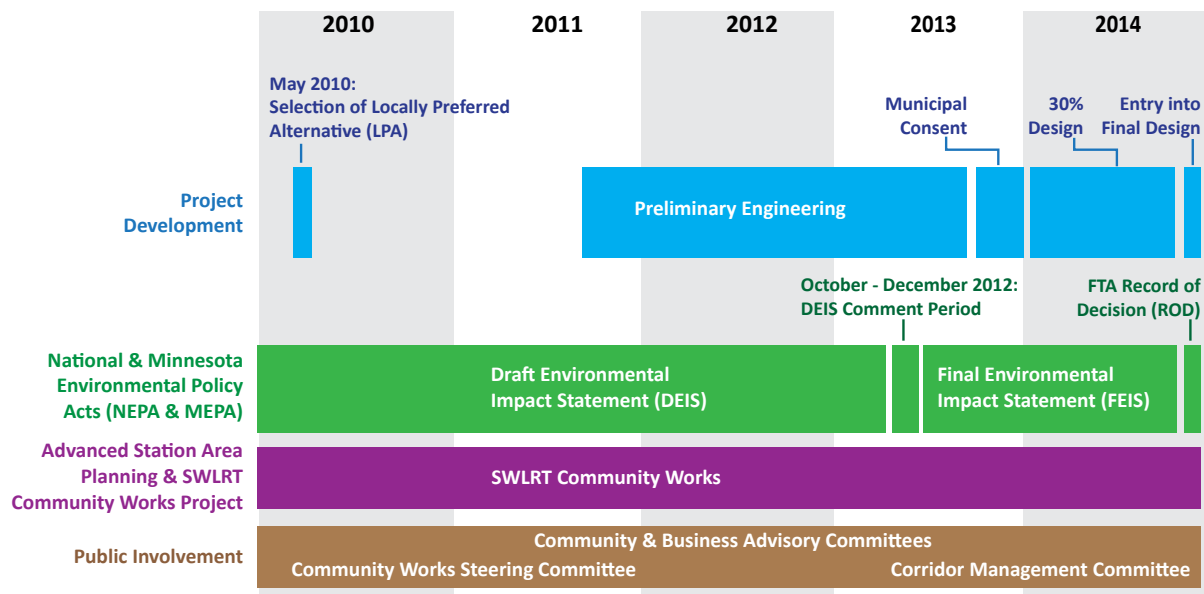 2010
2011
2012
2013
2014
May 2010:
Selection of Locally Preferred
Alternative (LPA)
Municipal
Consent
30%
Design
Entry into
Final Design
Project
Development
Preliminary Engineering
October - December 2012:
DEIS Comment Period
FTA Record of
Decision (ROD)
National & Minnesota
Environmental Policy
Acts (NEPA & MEPA)
Draft Environmental
Impact Statement (DEIS)
Final Environmental
Impact Statement (FEIS)
Advanced Station Area
Planning & SWLRT
Community Works Project
SWLRT Community Works
Public Involvement
Community & Business Advisory Committees
Community Works Steering Committee
Corridor Management Committee